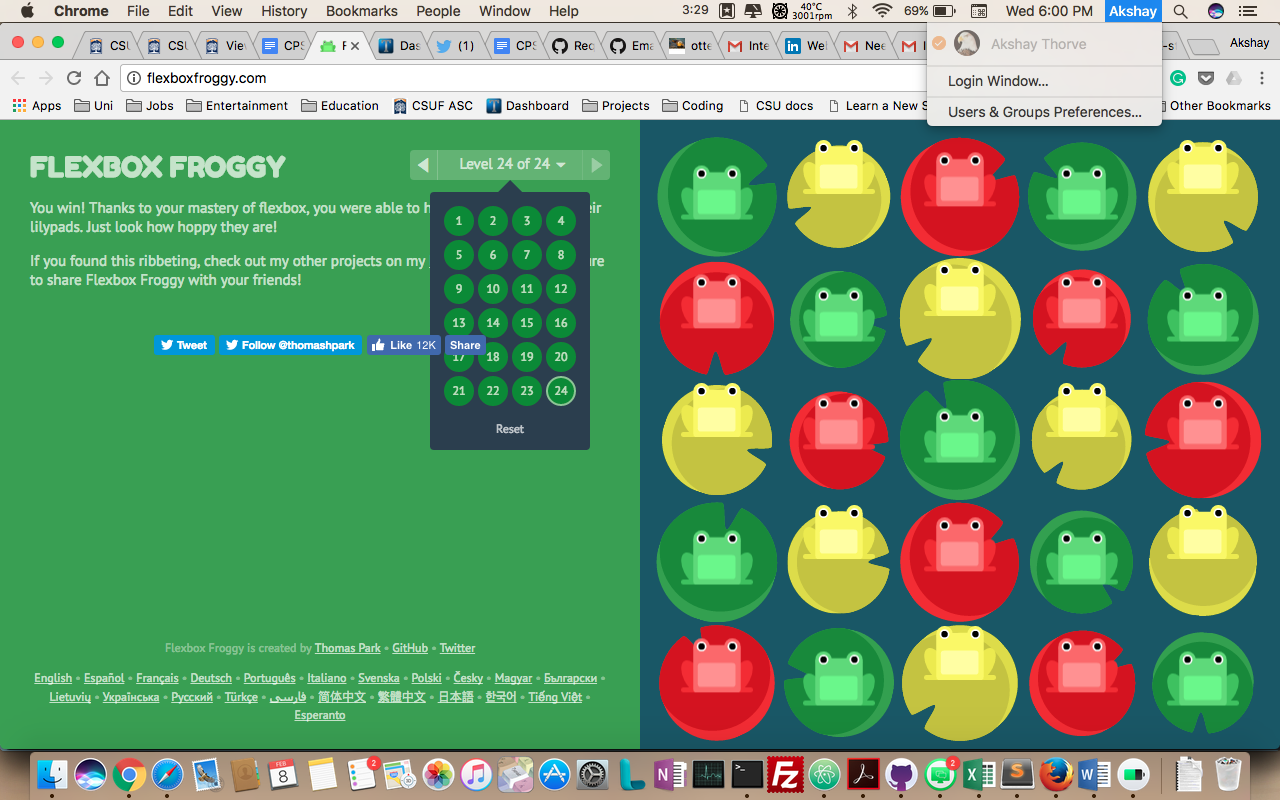 Chrome File Edit View History Bookmarks People Window Help 3:29 40°C 3001rpm 69% Wed 6:00 PM Akshay
CSU CSU Vie CPS F Das (1) CPS Rec Ema otte Inte Wel Nee Akshay
Akshay Thorve
flexboxfroggy.com
Login Window...
Apps Uni Jobs Entertainment Education CSUF ASC Dashboard Projects Coding CSU docs Learn a New S Other Bookmarks
Users & Groups Preferences...
FLEXBOX FROGGY
Level 24 of 24
You win! Thanks to your mastery of flexbox, you were able to h eir
lilypads. Just look how hoppy they are!
If you found this ribbeting, check out my other projects on my re
to share Flexbox Froggy with your friends!
1 2 3 4
5 6 7 8
9 10 11 12
13 14 15 16
17 18 19 20
21 22 23 24
Reset
Tweet Follow @thomashpark Like 12K Share
Flexbox Froggy is created by Thomas Park • GitHub • Twitter
English • Español • Français • Deutsch • Português • Italiano • Svenska • Polski • Česky • Magyar • Български •
Lietuvių • Українська • Русский • Türkçe • فارسی • 简体中文 • 繁體中文 • 日本語 • 한국어 • Tiếng Việt •
Esperanto
FEB 8 2 2